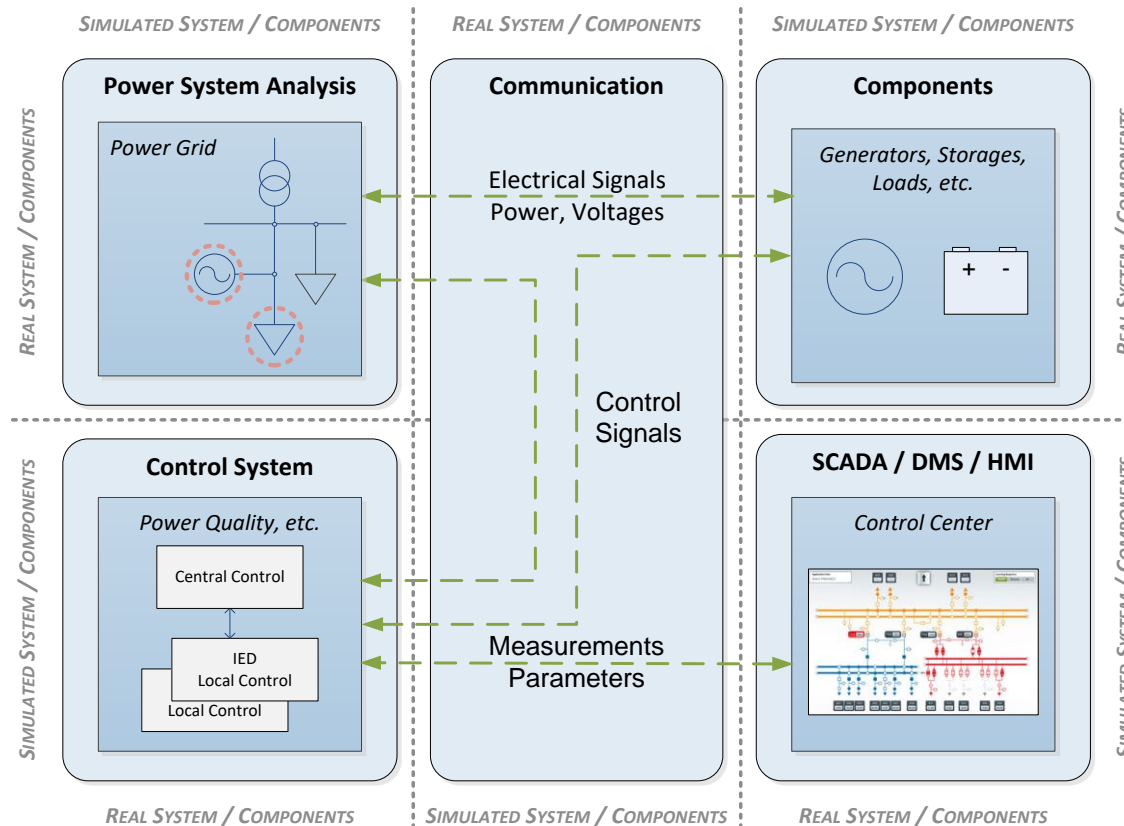 SIMULATED SYSTEM / COMPONENTS
REAL SYSTEM / COMPONENTS
SIMULATED SYSTEM / COMPONENTS
REAL SYSTEM / COMPONENTS
Power System Analysis
Power Grid
Communication
Electrical Signals
Power, Voltages
Control
Signals
Measurements
Parameters
Components
Generators, Storages,
Loads, etc.
+ -
REAL SYSTEM / COMPONENTS
SIMULATED SYSTEM / COMPONENTS
Control System
Power Quality, etc.
Central Control
IED
Local Control
Local Control
SCADA / DMS / HMI
Control Center
SIMULATED SYSTEM / COMPONENTS
REAL SYSTEM / COMPONENTS
SIMULATED SYSTEM / COMPONENTS
REAL SYSTEM / COMPONENTS